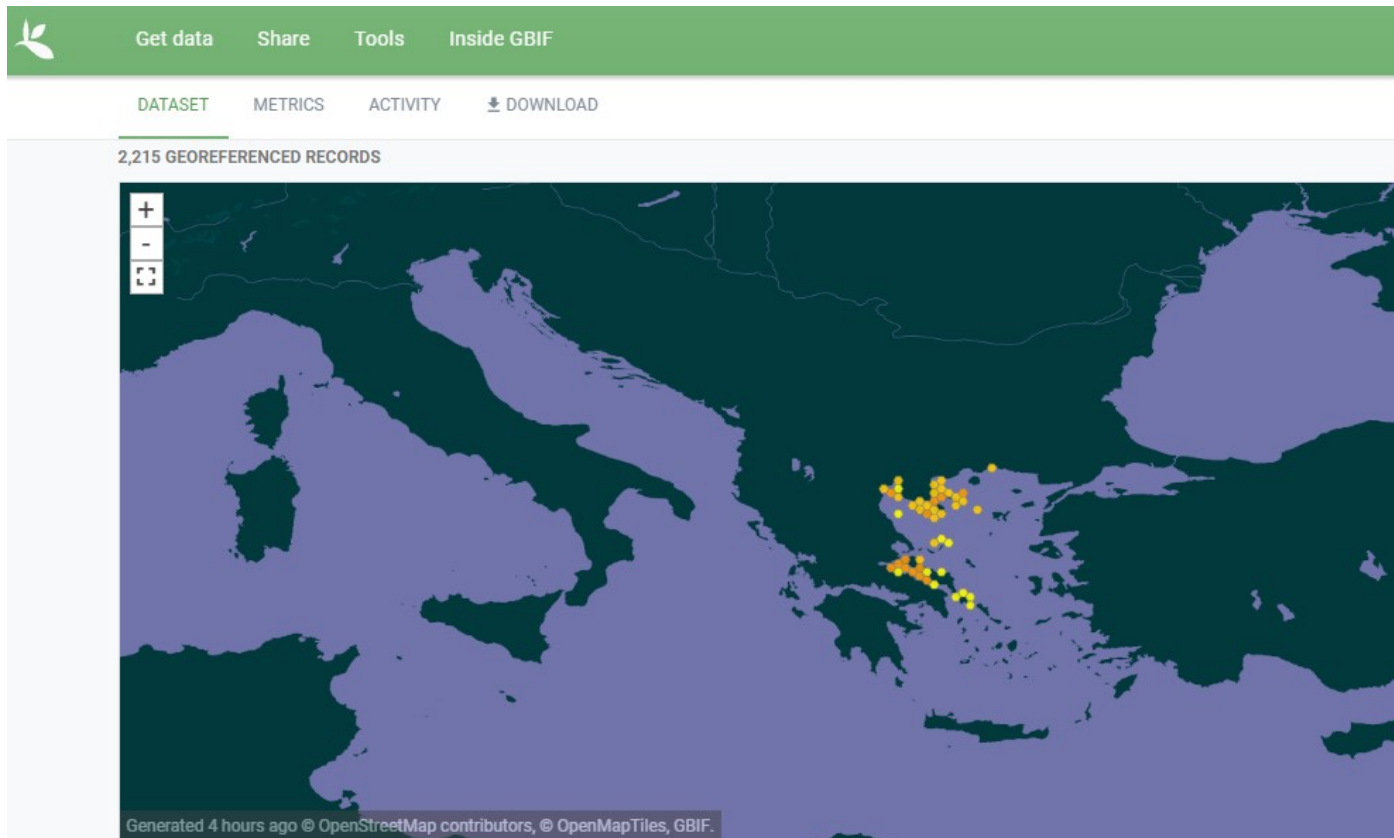 Get data Share Tools Inside GBIF
DATASET METRICS ACTIVITY DOWNLOAD
2,215 GEOREFERENCED RECORDS
+
-
Generated 4 hours ago © OpenStreetMap contributors, © OpenMapTiles, GBIF.